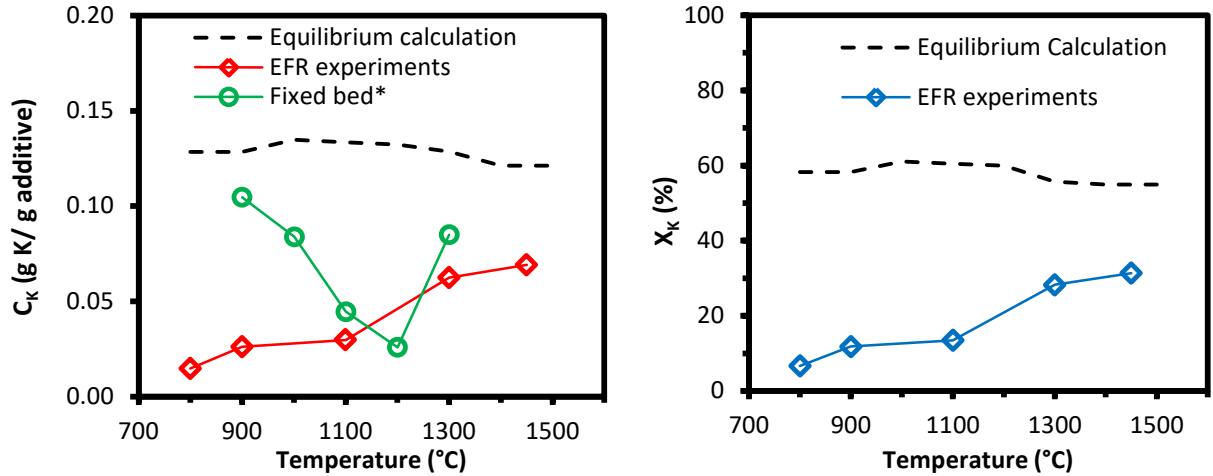 0.20
0.15
0.10
0.05
0.00
C_K (g K/ g additive)
Equilibrium calculation
EFR experiments
Fixed bed*
700 900 1100 1300 1500
Temperature (°C)
100
80
60
40
20
0
X_K (%)
Equilibrium Calculation
EFR experiments
700 900 1100 1300 1500
Temperature (°C)